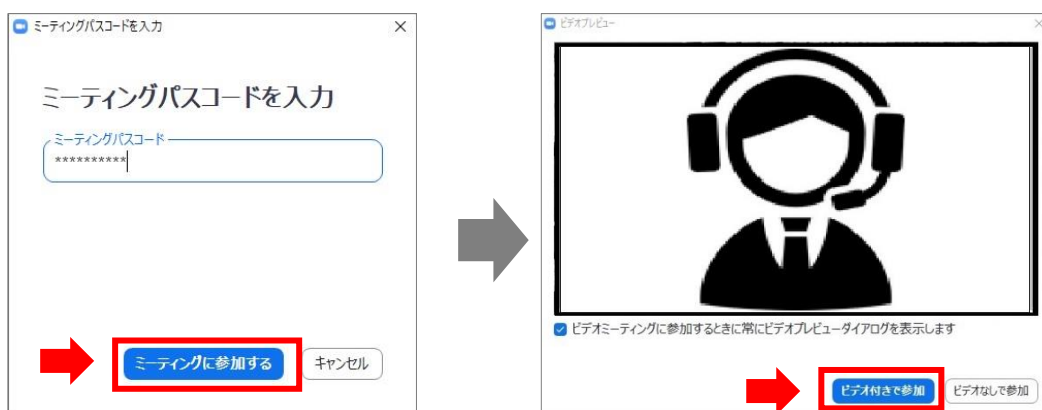 ミーティングパスコードを入力
ミーティングパスコードを入力
ミーティングパスコード
**********
ミーティングに参加する
キャンセル
ビデオプレビュー
ビデオミーティングに参加するときに常にビデオプレビューダイアログを表示します
ビデオ付きで参加
ビデオなしで参加